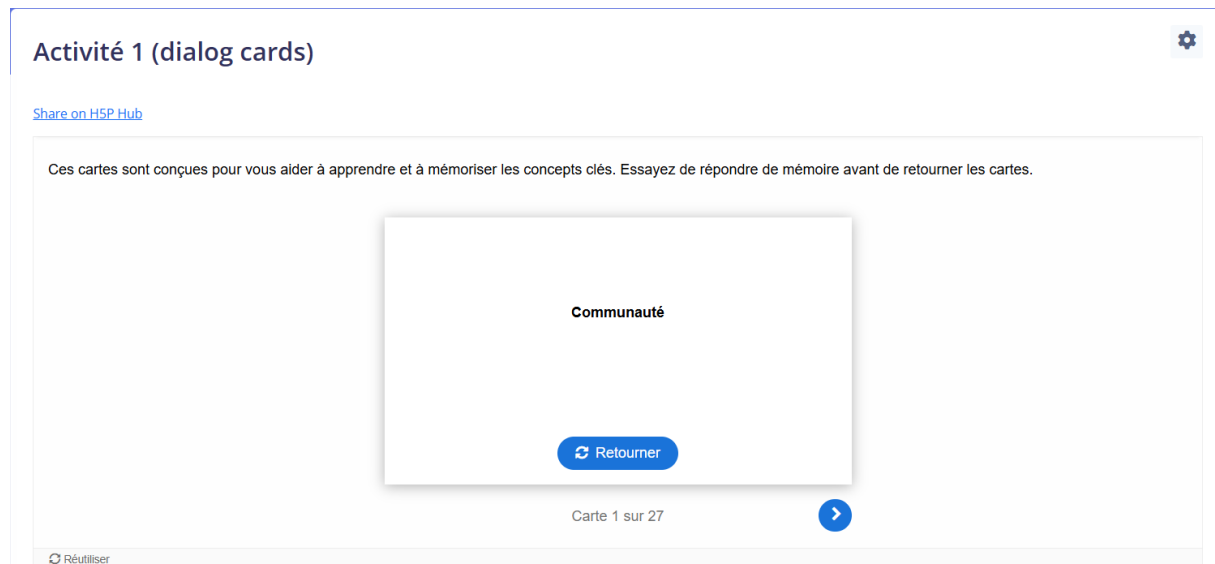 Activité 1 (dialog cards)
Share on H5P Hub
Ces cartes sont conçues pour vous aider à apprendre et à mémoriser les concepts clés. Essayez de répondre de mémoire avant de retourner les cartes.
Communauté
Retourner
Carte 1 sur 27
Réutiliser